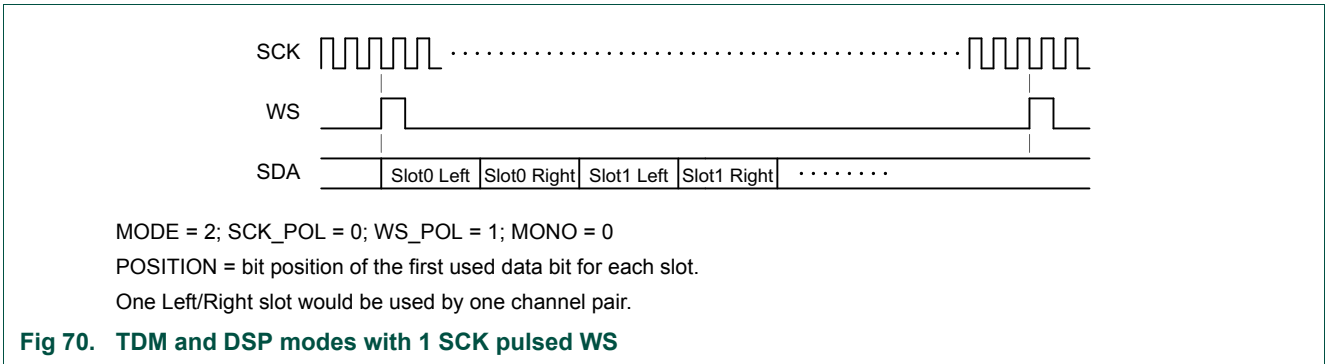 SCK
WS
SDA Slot0 Left Slot0 Right Slot1 Left Slot1 Right
MODE = 2; SCK_POL = 0; WS_POL = 1; MONO = 0
POSITION = bit position of the first used data bit for each slot.
One Left/Right slot would be used by one channel pair.
Fig 70. TDM and DSP modes with 1 SCK pulsed WS